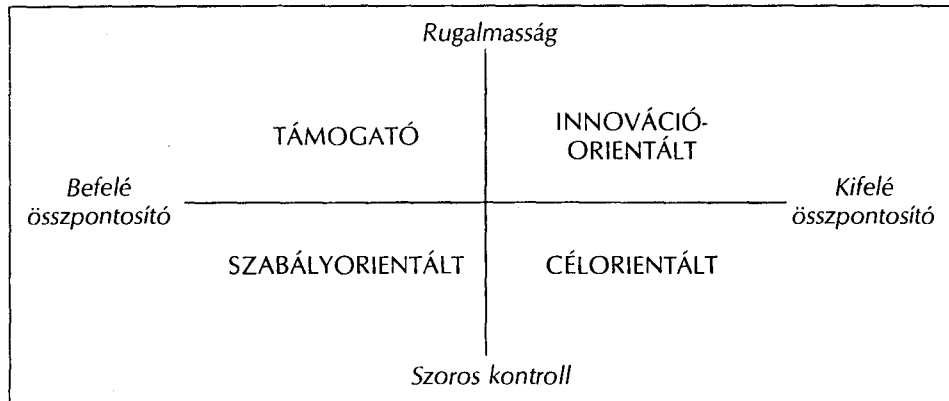 Rugalmasság
TÁMOGATÓ
INNOVÁCIÓ-
ORIENTÁLT
Befelé
összpontosító
Kifelé
összpontosító
SZABÁLYORIENTÁLT
CÉLORIENTÁLT
Szoros kontroll